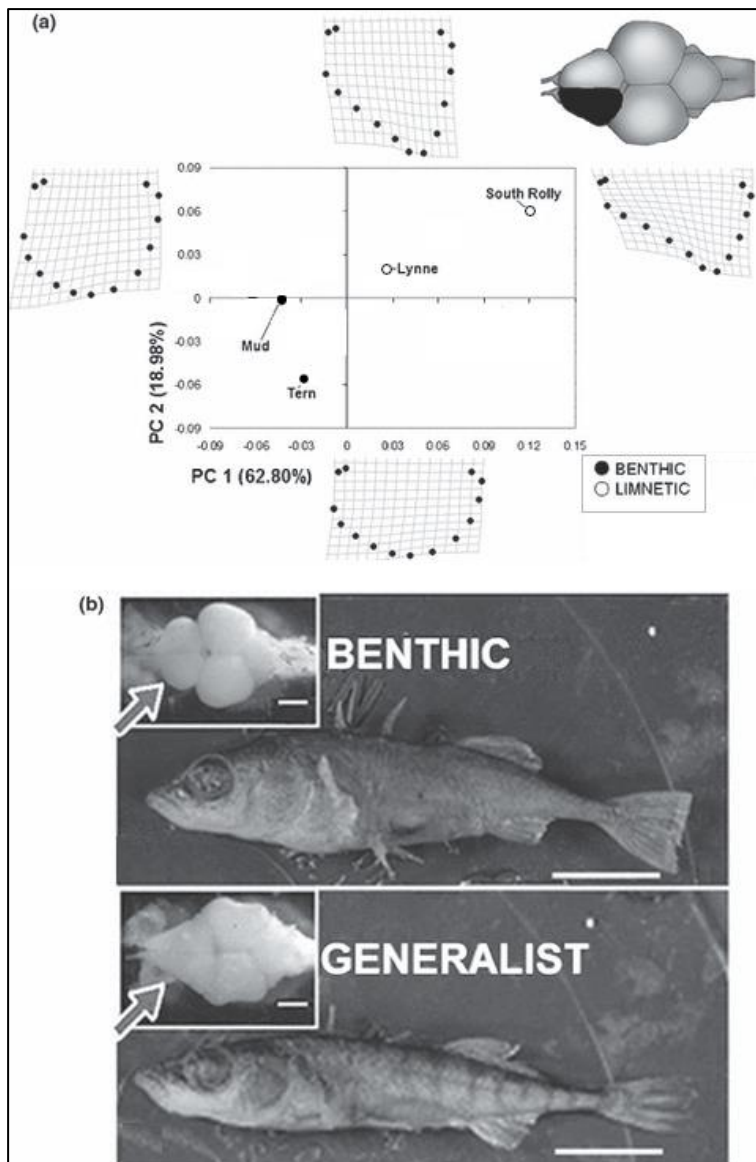 (a)
0.09
0.06
0.03
0
-0.03
-0.06
-0.09
South Rolly
Lynne
Mud
Tern
PC 2 (18.98%)
-0.09
-0.06
-0.03
0
0.03
0.06
0.09
0.12
0.15
PC 1 (62.80%)
BENTHIC
LIMNETIC
(b)
BENTHIC
GENERALIST